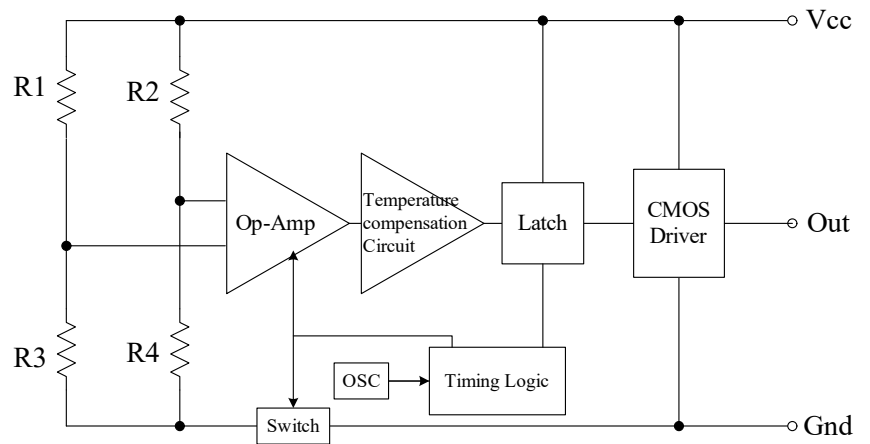 Vcc
R1
R2
Temperature
compensation
Circuit
Op-Amp
Latch
CMOS
Driver
Out
R3
R4
OSC
Timing Logic
Switch
Gnd